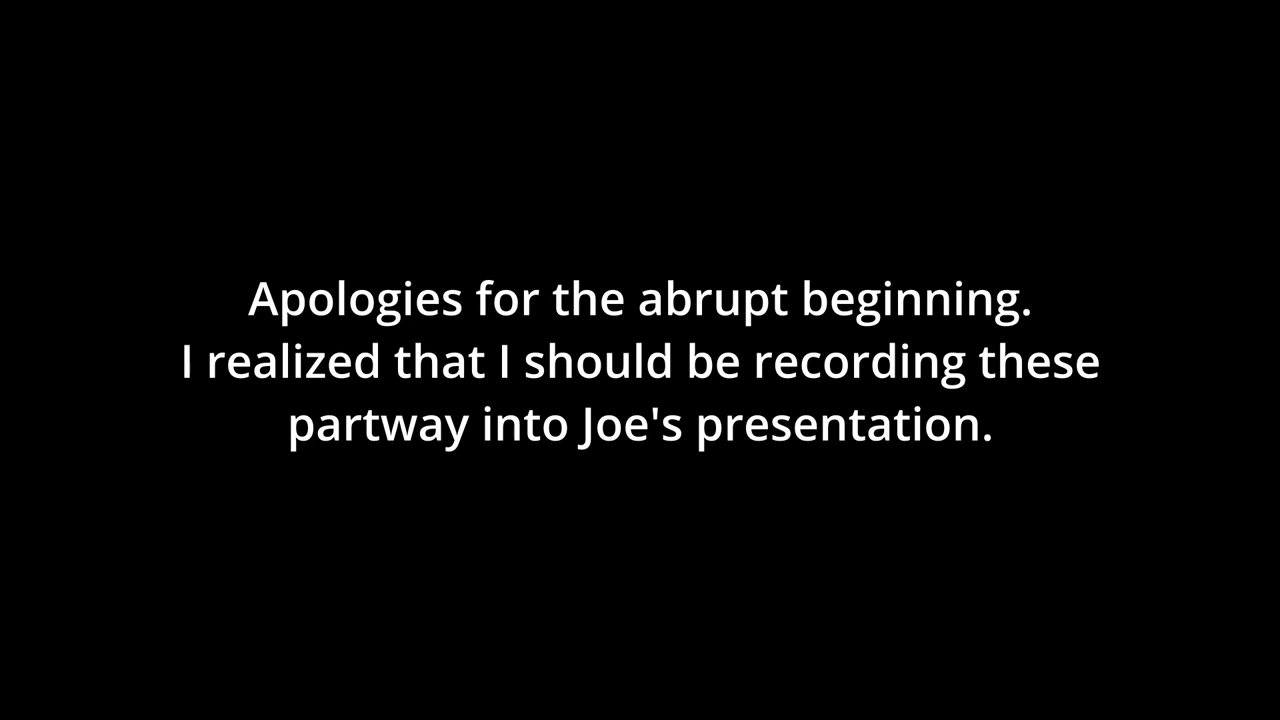 Apologies for the abrupt beginning.
I realized that I should be recording these
partway into Joe's presentation.